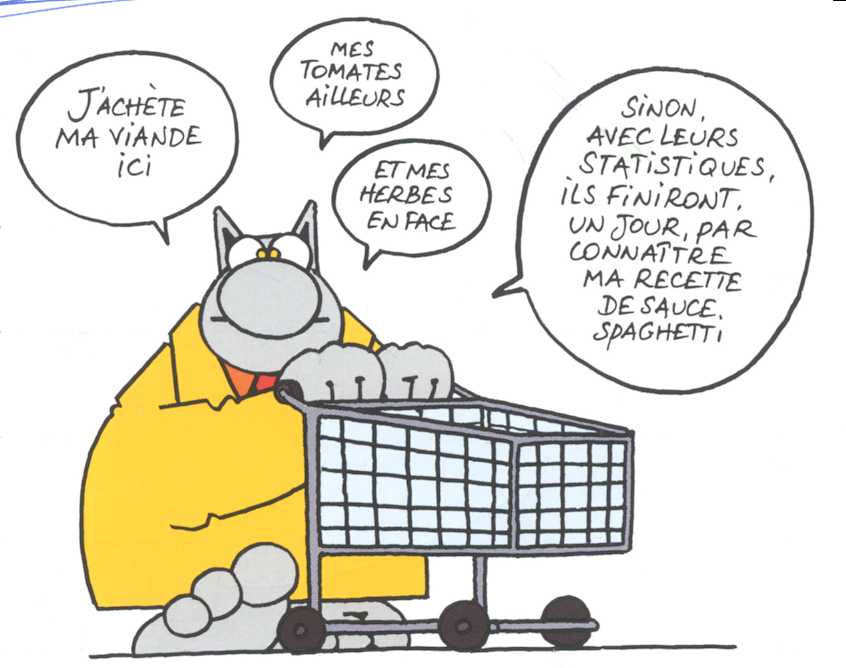 J'ACHÈTE
MA VIANDE
ICI
MES
TOMATES
AILLEURS
ET MES
HERBES
EN FACE
SINON,
AVEC LEURS
STATISTIQUES,
ILS FINIRONT,
UN JOUR, PAR
CONNAÎTRE
MA RECETTE
DE SAUCE.
SPAGHETTI